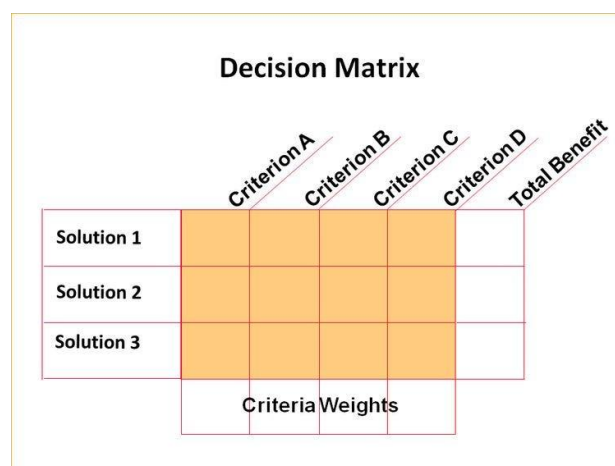 Decision Matrix
Criterion A
Criterion B
Criterion C
Criterion D
Total Benefit
Solution 1
Solution 2
Solution 3
Criteria Weights